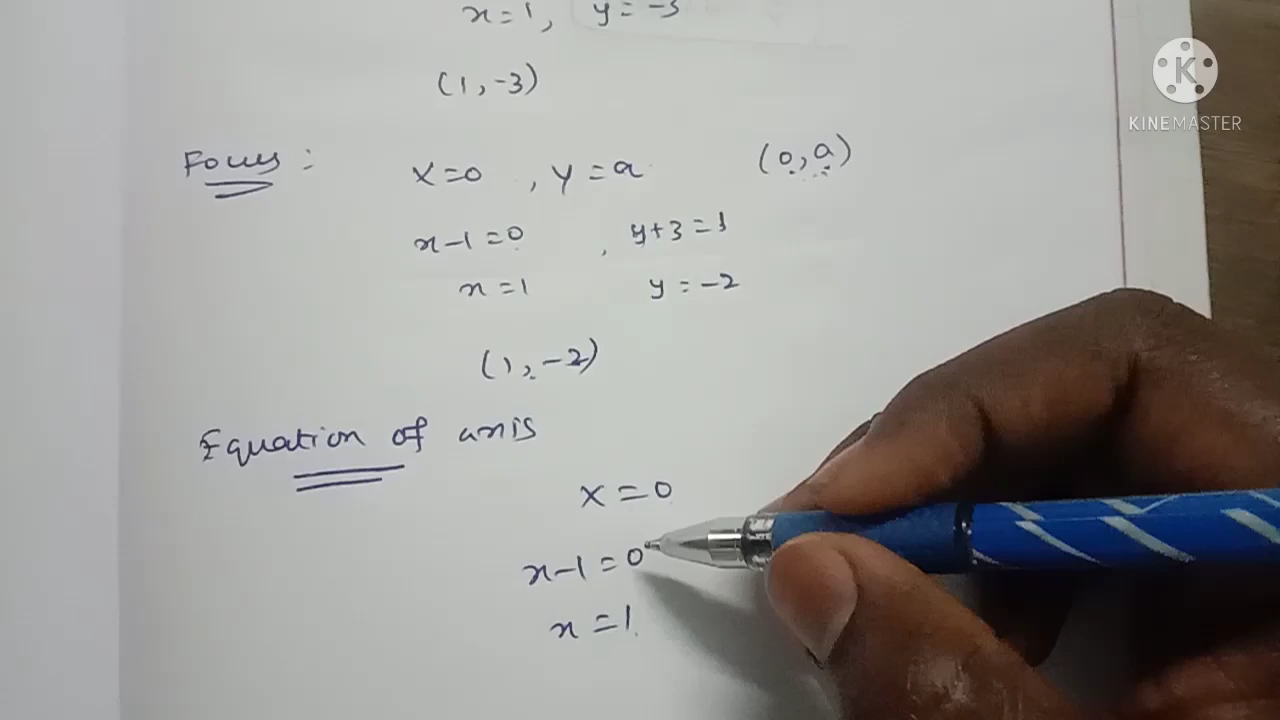 x=1, y=-3
(1,-3)
Focus : X=0 , Y=a (0,a)
x-1=0 , y+3=1
x=1 y=-2
(1,-2)
Equation of axis
X=0
x-1=0
x=1
K
KINEMASTER